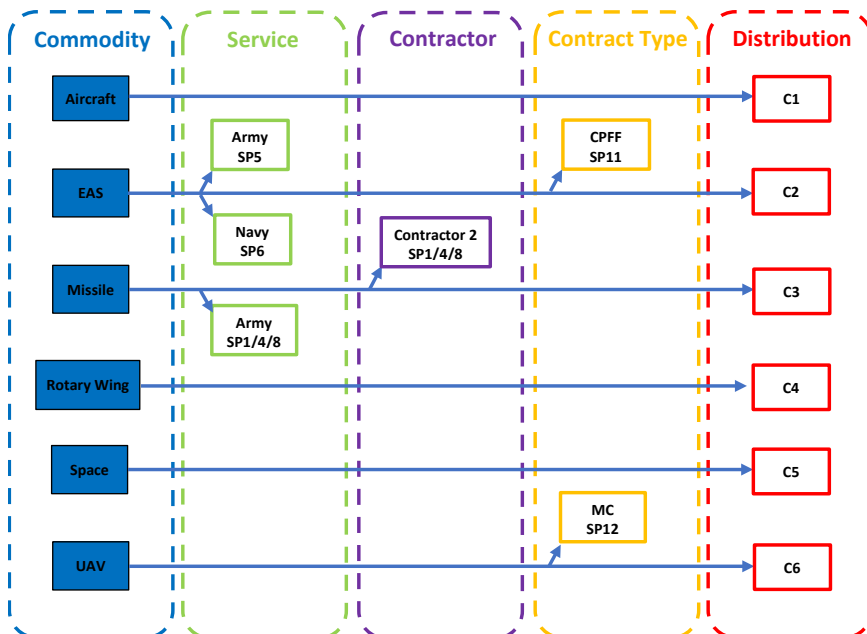 Commodity
Service
Contractor
Contract Type
Distribution
Aircraft
C1
Army
SP5
CPFF
SP11
EAS
C2
Navy
SP6
Contractor 2
SP1/4/8
Missile
C3
Army
SP1/4/8
Rotary Wing
C4
Space
C5
MC
SP12
UAV
C6